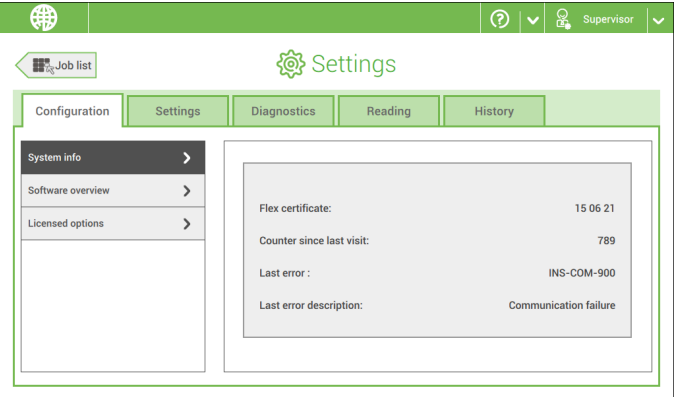 Supervisor
Job list
Settings
Configuration Settings Diagnostics Reading History
System info
Software overview
Licensed options
Flex certificate: 15 06 21
Counter since last visit: 789
Last error : INS-COM-900
Last error description: Communication failure